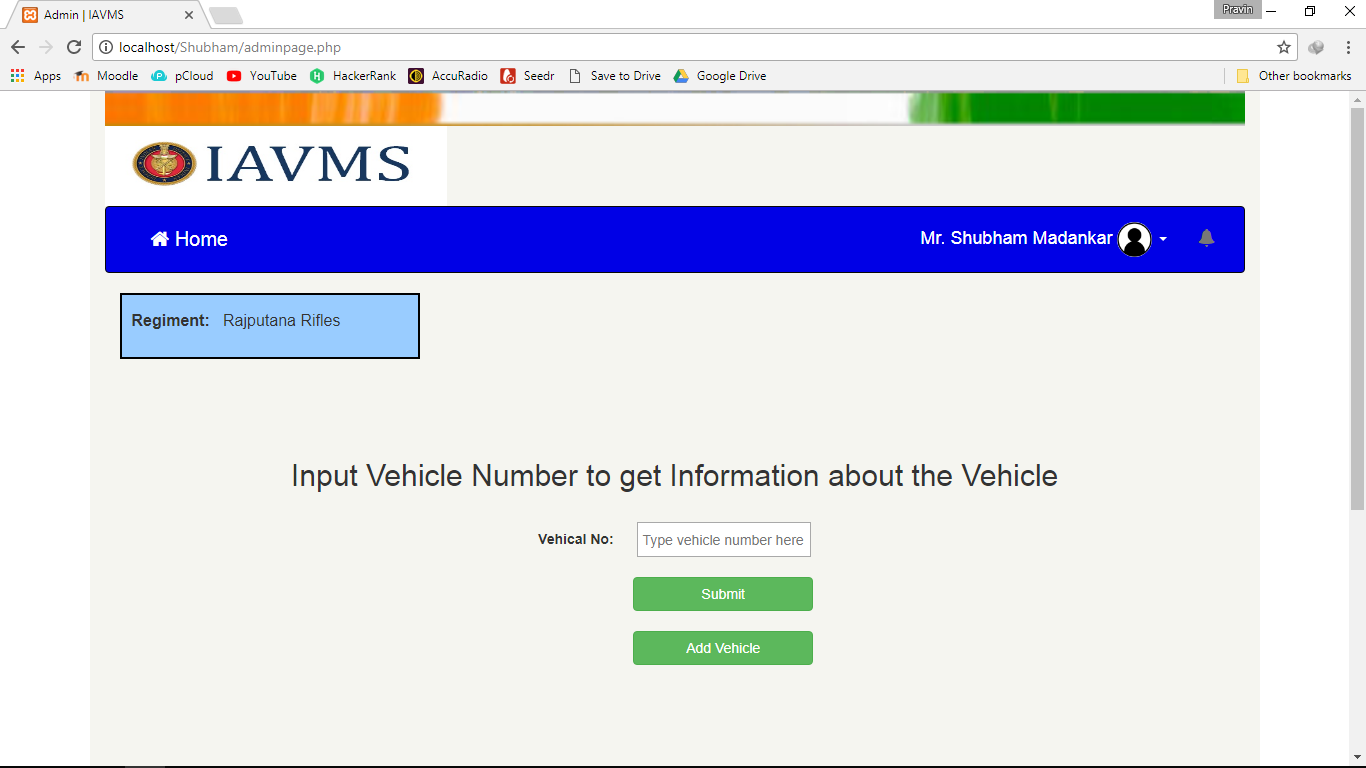 Admin | IAVMS
Pravin
localhost/Shubham/adminpage.php
Apps Moodle pCloud YouTube HackerRank AccuRadio Seedr Save to Drive Google Drive Other bookmarks
IAVMS
Home Mr. Shubham Madankar
Regiment: Rajputana Rifles
Input Vehicle Number to get Information about the Vehicle
Vehical No: Type vehicle number here
Submit
Add Vehicle